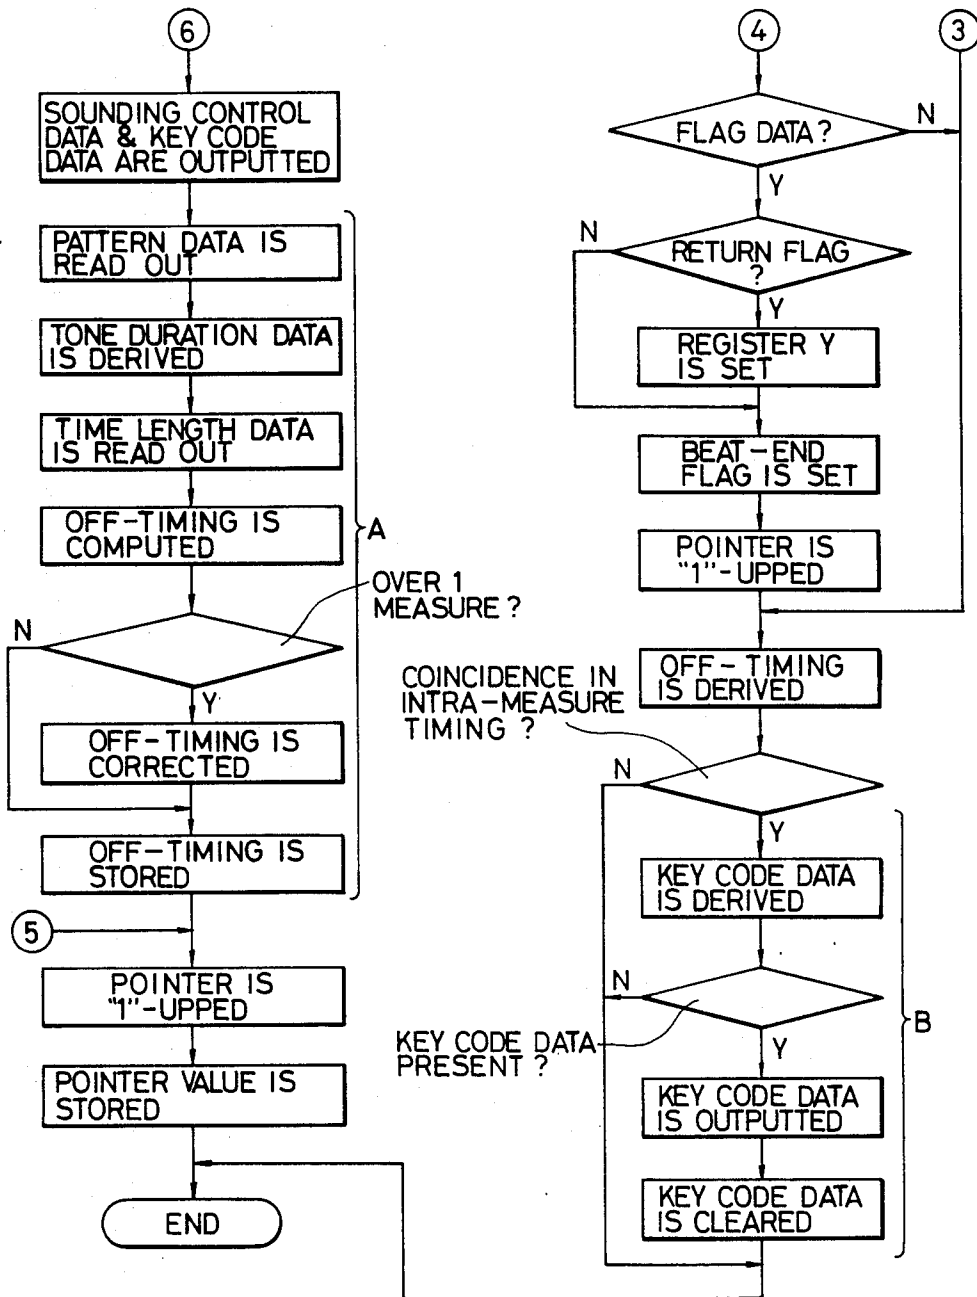 6
SOUNDING CONTROL
DATA & KEY CODE
DATA ARE OUTPUTTED
PATTERN DATA IS
READ OUT
TONE DURATION DATA
IS DERIVED
TIME LENGTH DATA
IS READ OUT
OFF-TIMING IS
COMPUTED
A
OVER 1
MEASURE ?
N
Y
OFF-TIMING IS
CORRECTED
OFF-TIMING IS
STORED
5
POINTER IS
"1"-UPPED
POINTER VALUE IS
STORED
END
4
3
FLAG DATA?
N
Y
N
RETURN FLAG
?
Y
REGISTER Y
IS SET
BEAT-END
FLAG IS SET
POINTER IS
"1"-UPPED
OFF-TIMING
IS DERIVED
COINCIDENCE IN
INTRA-MEASURE
TIMING ?
N
Y
KEY CODE DATA
IS DERIVED
N
KEY CODE DATA
PRESENT ?
Y
B
KEY CODE DATA
IS OUTPUTTED
KEY CODE DATA
IS CLEARED